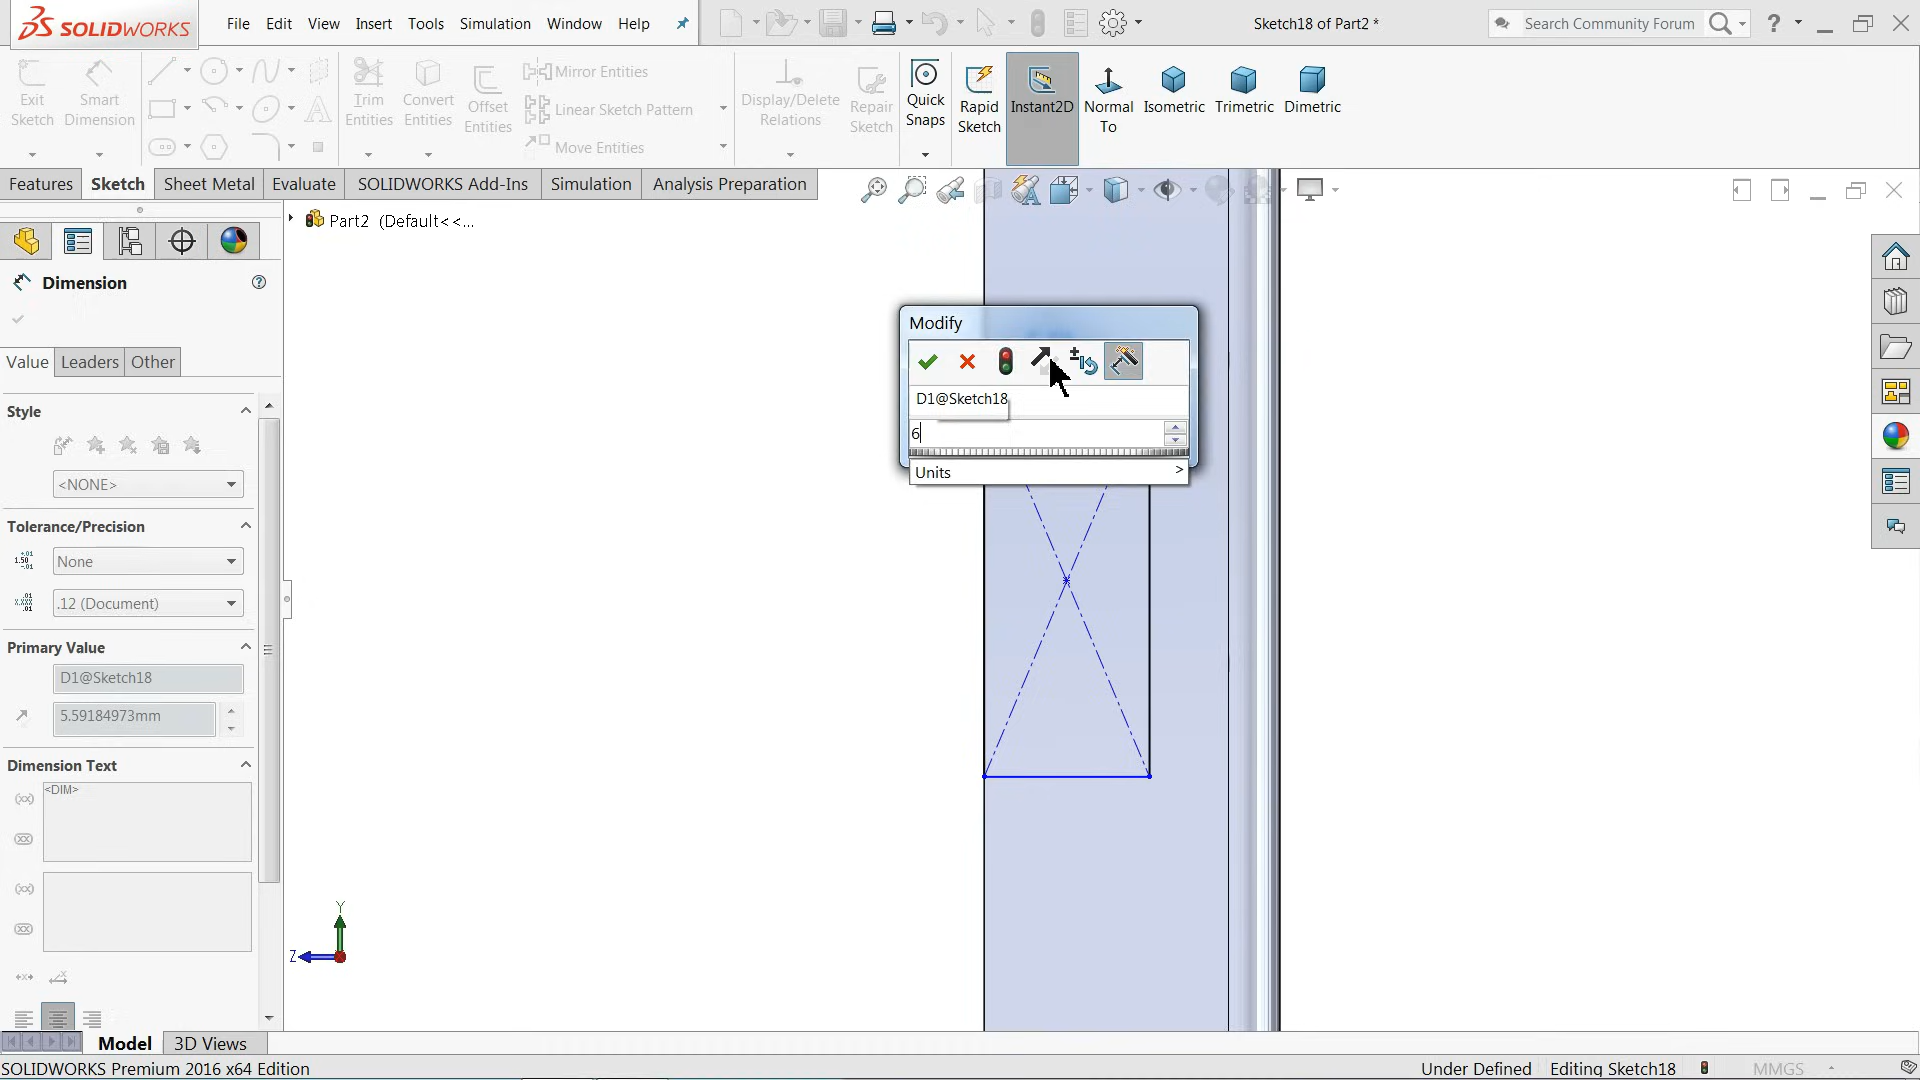 SOLIDWORKS
File Edit View Insert Tools Simulation Window Help
Sketch18 of Part2 *
Search Community Forum
?
Exit Sketch
Smart Dimension
Trim Entities
Convert Entities
Offset Entities
Mirror Entities
Linear Sketch Pattern
Move Entities
Display/Delete Relations
Repair Sketch
Quick Snaps
Rapid Sketch
Instant2D
Normal To
Isometric
Trimetric
Dimetric
Features Sketch Sheet Metal Evaluate SOLIDWORKS Add-Ins Simulation Analysis Preparation
Part2 (Default<<...
Dimension
Value Leaders Other
Style
<NONE>
Tolerance/Precision
None
.12 (Document)
Primary Value
D1@Sketch18
5.59184973mm
Dimension Text
<DIM>
Modify
D1@Sketch18
6
Units >
Y
Z
Model 3D Views
SOLIDWORKS Premium 2016 x64 Edition
Under Defined Editing Sketch18 MMGS